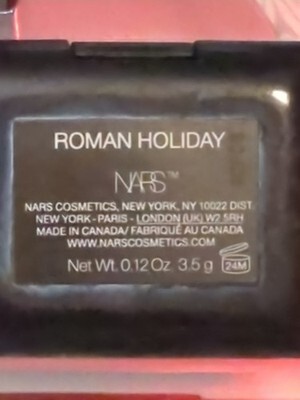 ROMAN HOLIDAY
NARS™
NARS COSMETICS, NEW YORK, NY 10022 DIST.
NEW YORK - PARIS - LONDON (UK) W2 5RH
MADE IN CANADA/ FABRIQUÉ AU CANADA
WWW.NARSCOSMETICS.COM
Net Wt. 0.12 Oz. 3.5 g 24M